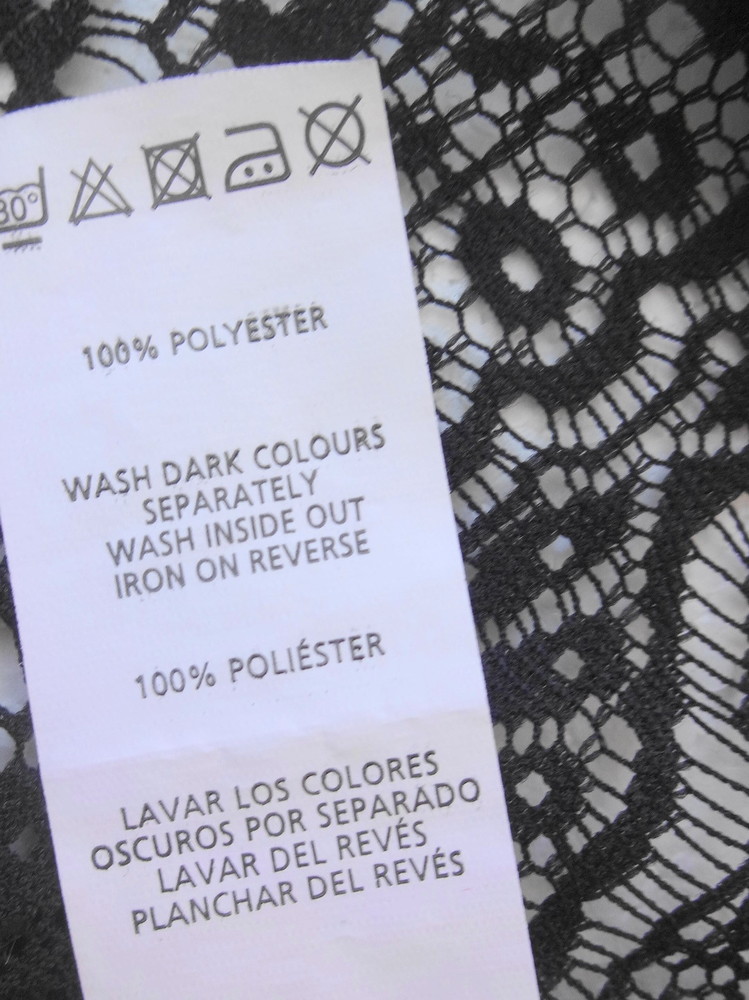 30°
100% POLYESTER
WASH DARK COLOURS
SEPARATELY
WASH INSIDE OUT
IRON ON REVERSE
100% POLIÉSTER
LAVAR LOS COLORES
OSCUROS POR SEPARADO
LAVAR DEL REVÉS
PLANCHAR DEL REVÉS